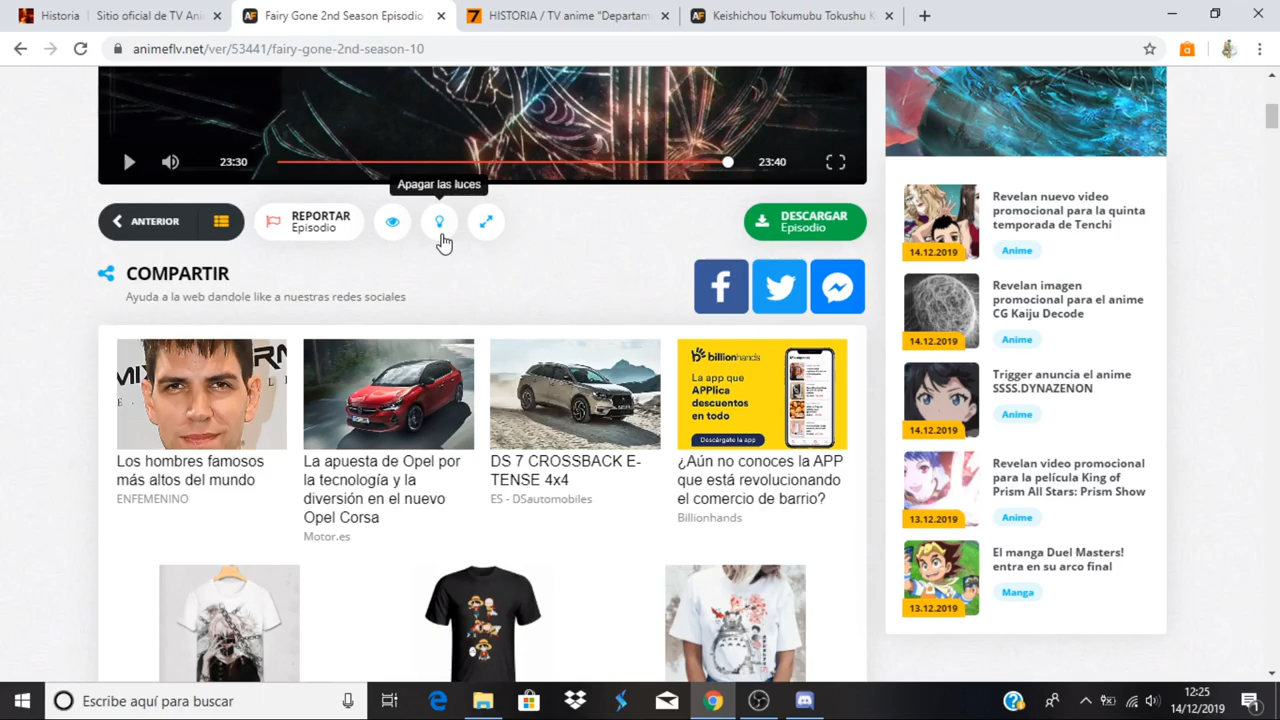 Historia | Sitio oficial de TV Ani
Fairy Gone 2nd Season Episodio
HISTORIA / TV anime "Departam
Keishichou Tokumubu Tokushu K
animeflv.net/ver/53441/fairy-gone-2nd-season-10
23:30
23:40
Apagar las luces
ANTERIOR
REPORTAR
Episodio
DESCARGAR
Episodio
COMPARTIR
Ayuda a la web dandole like a nuestras redes sociales
Los hombres famosos
más altos del mundo
ENFEMENINO
La apuesta de Opel por
la tecnología y la
diversión en el nuevo
Opel Corsa
Motor.es
DS 7 CROSSBACK E-
TENSE 4x4
ES - DSautomobiles
billionhands
La app que
APPlica
descuentos
en todo
Descárgate la app
¿Aún no conoces la APP
que está revolucionando
el comercio de barrio?
Billionhands
Revelan nuevo video
promocional para la quinta
temporada de Tenchi
14.12.2019
Anime
Revelan imagen
promocional para el anime
CG Kaiju Decode
14.12.2019
Anime
Trigger anuncia el anime
SSSS.DYNAZENON
Anime
14.12.2019
Revelan video promocional
para la película King of
Prism All Stars: Prism Show
13.12.2019
Anime
El manga Duel Masters!
entra en su arco final
Manga
13.12.2019
Escribe aquí para buscar
12:25
14/12/2019